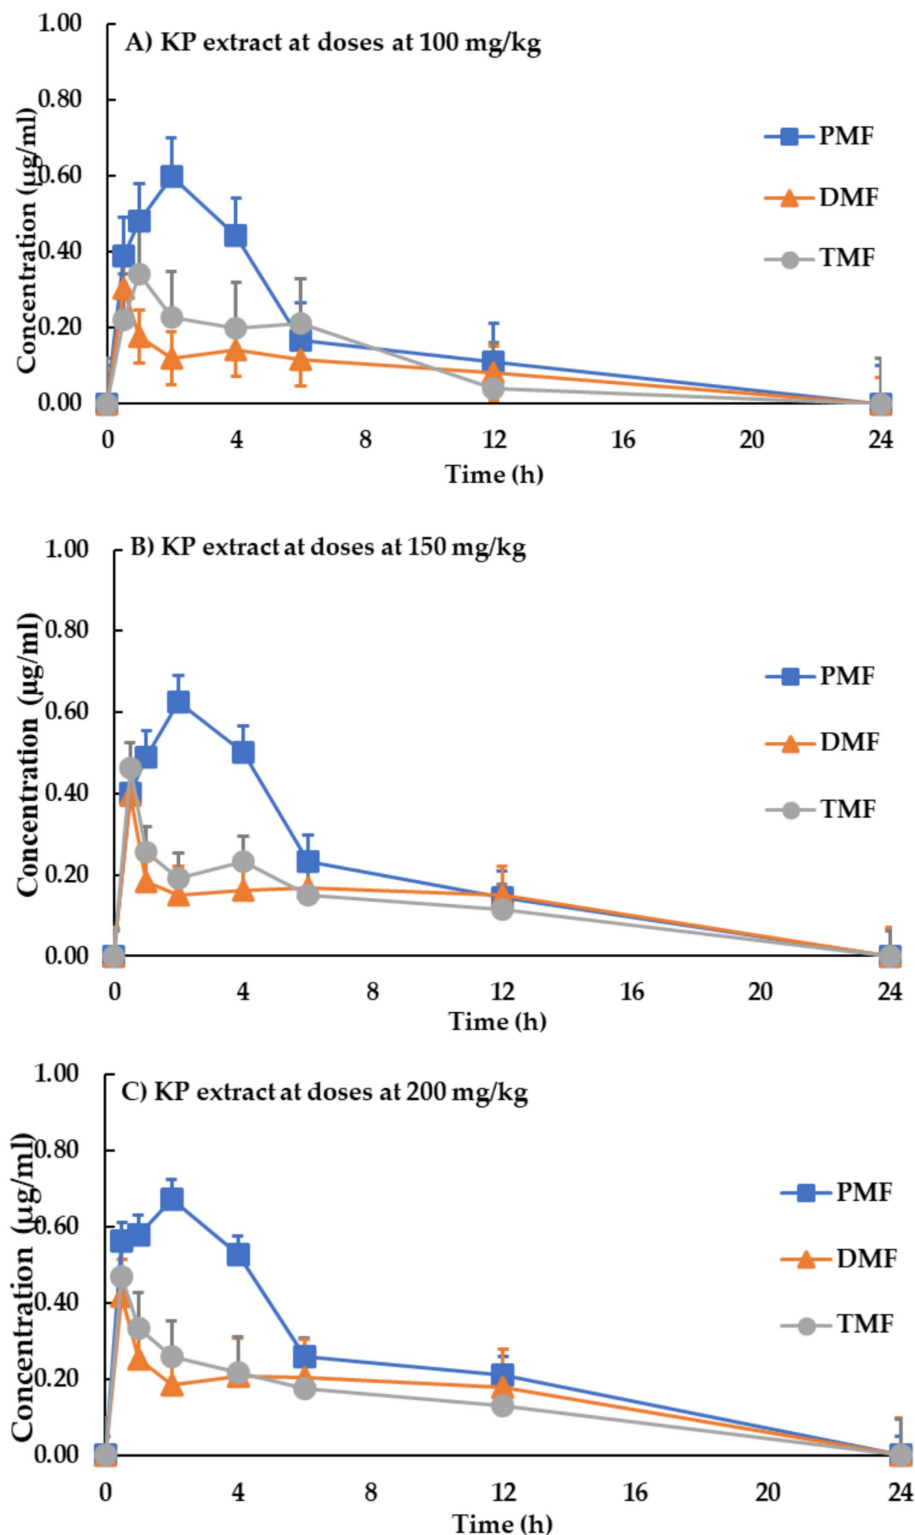 A) KP extract at doses at 100 mg/kg
Concentration (µg/ml)
1.00
0.80
0.60
0.40
0.20
0.00
0 4 8 12 16 20 24
Time (h)
PMF
DMF
TMF
B) KP extract at doses at 150 mg/kg
Concentration (µg/ml)
1.00
0.80
0.60
0.40
0.20
0.00
0 4 8 12 16 20 24
Time (h)
PMF
DMF
TMF
C) KP extract at doses at 200 mg/kg
Concentration (µg/ml)
1.00
0.80
0.60
0.40
0.20
0.00
0 4 8 12 16 20 24
Time (h)
PMF
DMF
TMF